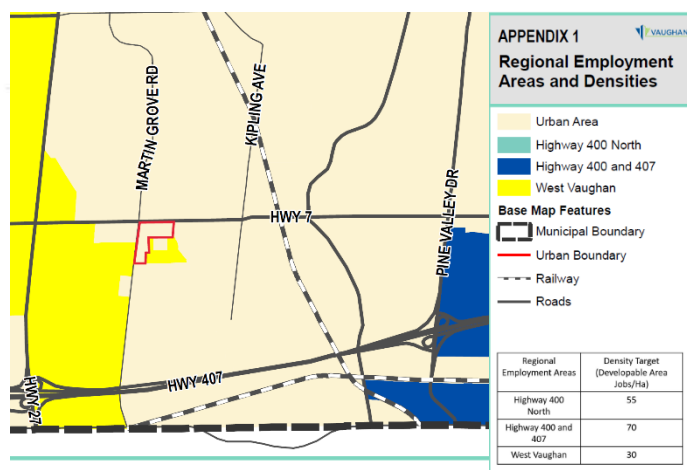 APPENDIX 1
VAUGHAN
Regional Employment
Areas and Densities
Urban Area
Highway 400 North
Highway 400 and 407
West Vaughan
Base Map Features
Municipal Boundary
Urban Boundary
Railway
Roads
Regional
Employment Areas
Density Target
(Developable Area
Jobs/Ha)
Highway 400
North
55
Highway 400 and
407
70
West Vaughan
30
MARTIN GROVE RD
KIPLING AVE
HWY 7
PINE VALLEY DR
HWY 407
HWY 27